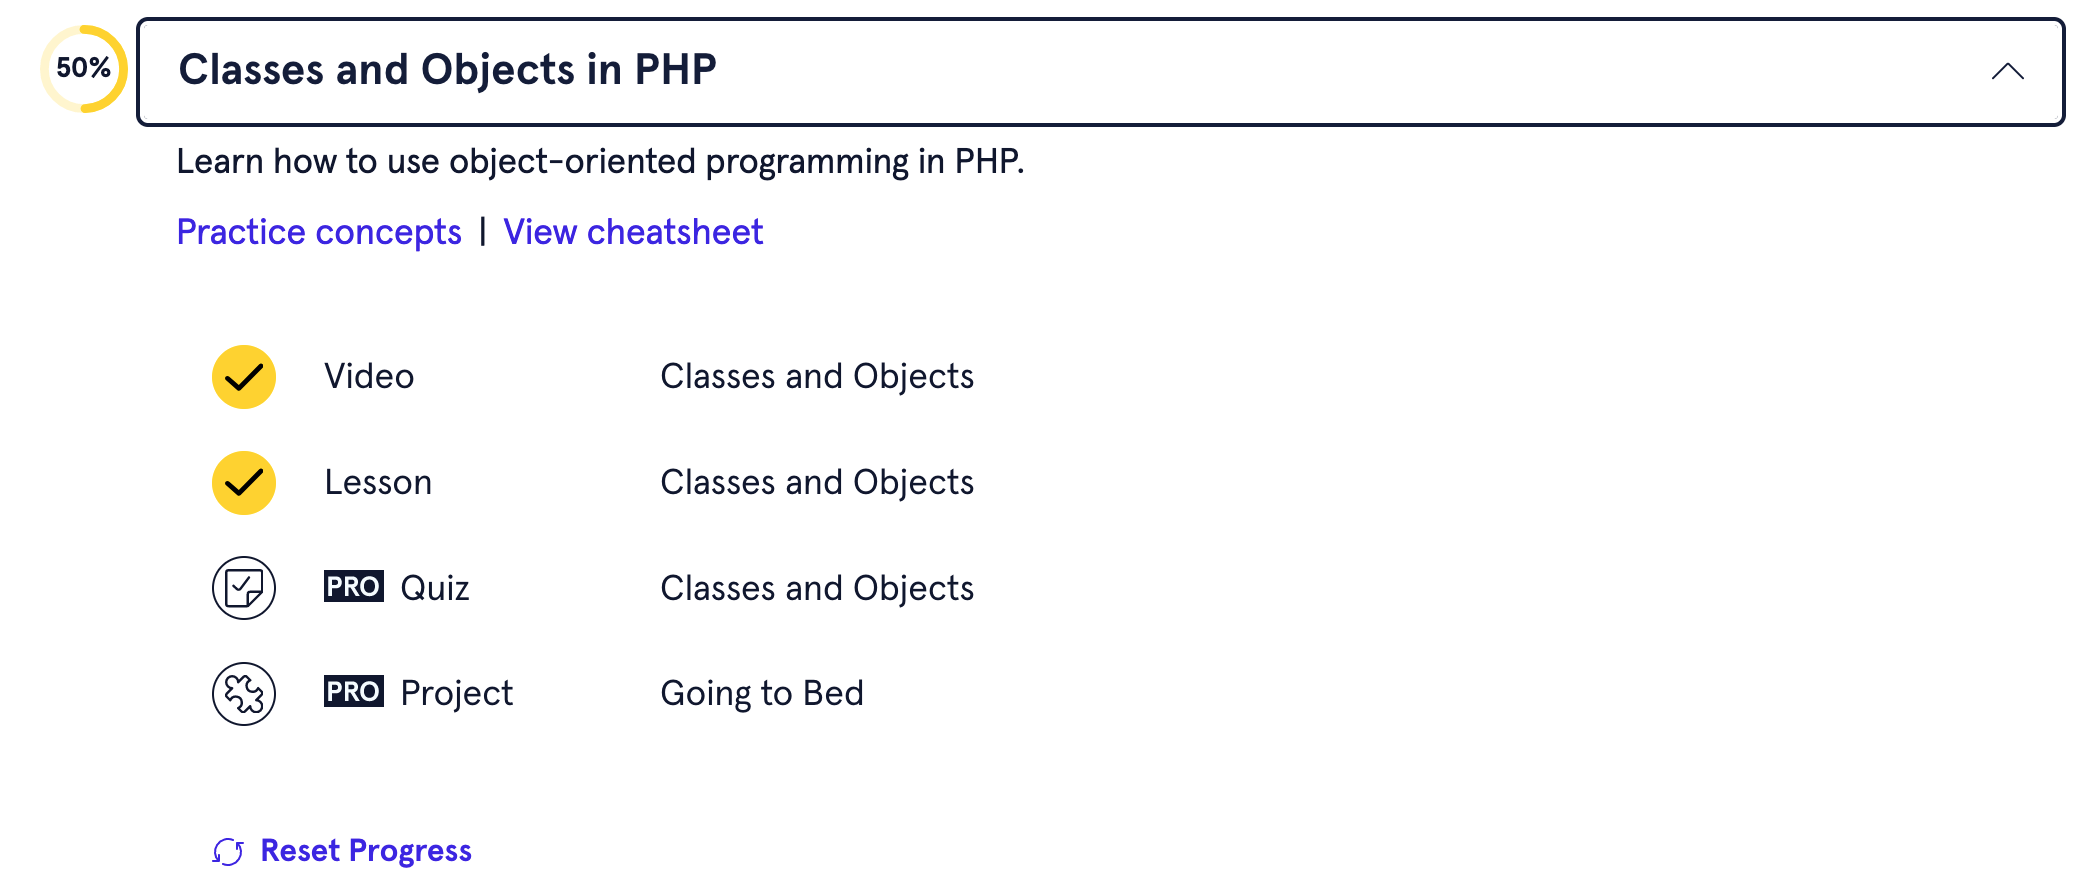 50%
Classes and Objects in PHP
Learn how to use object-oriented programming in PHP.
Practice concepts | View cheatsheet
Video Classes and Objects
Lesson Classes and Objects
PRO Quiz Classes and Objects
PRO Project Going to Bed
Reset Progress